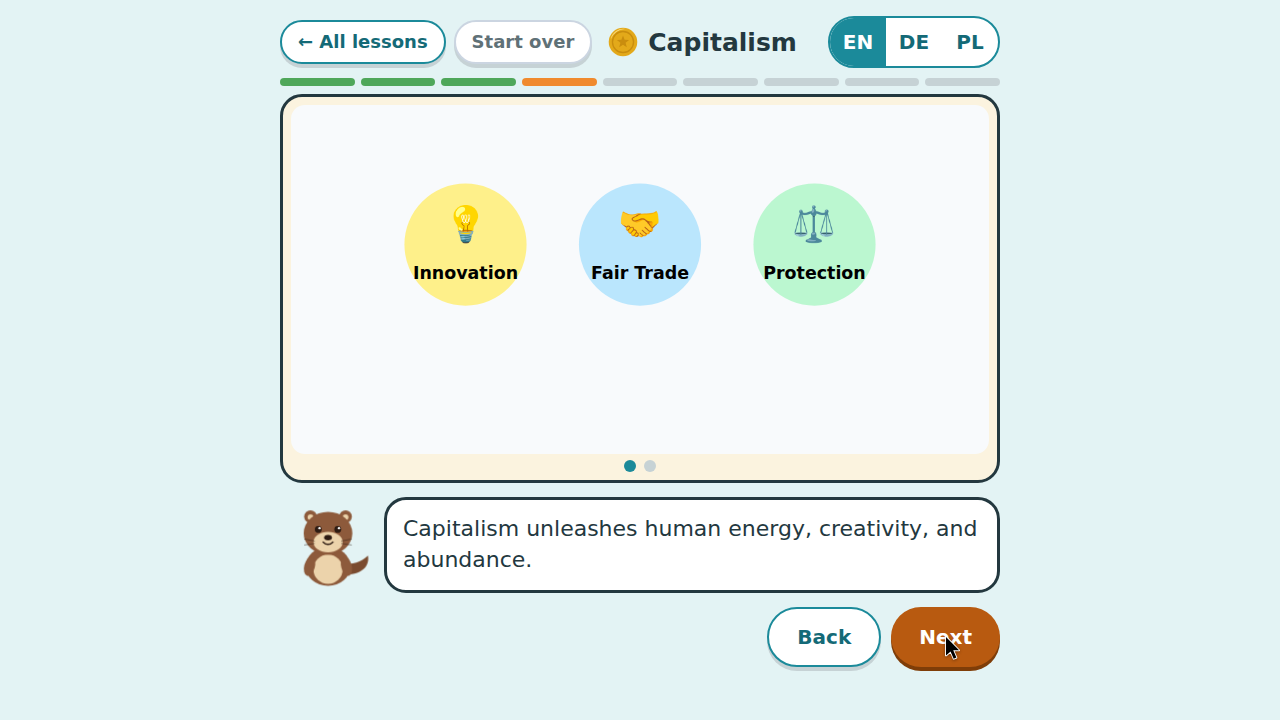 ← All lessons
Start over
Capitalism
EN DE PL
Innovation
Fair Trade
Protection
Capitalism unleashes human energy, creativity, and
abundance.
Back
Next